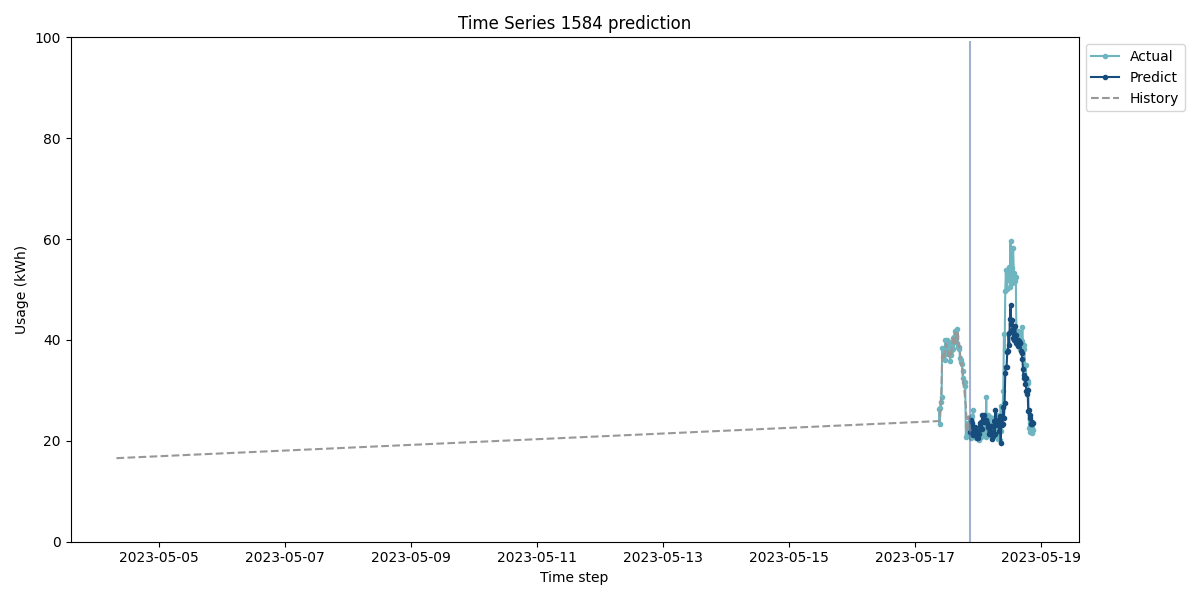 Time Series 1584 prediction
100
80
60
40
20
0
Usage (kWh)
2023-05-05 2023-05-07 2023-05-09 2023-05-11 2023-05-13 2023-05-15 2023-05-17 2023-05-19
Time step
Actual
Predict
History